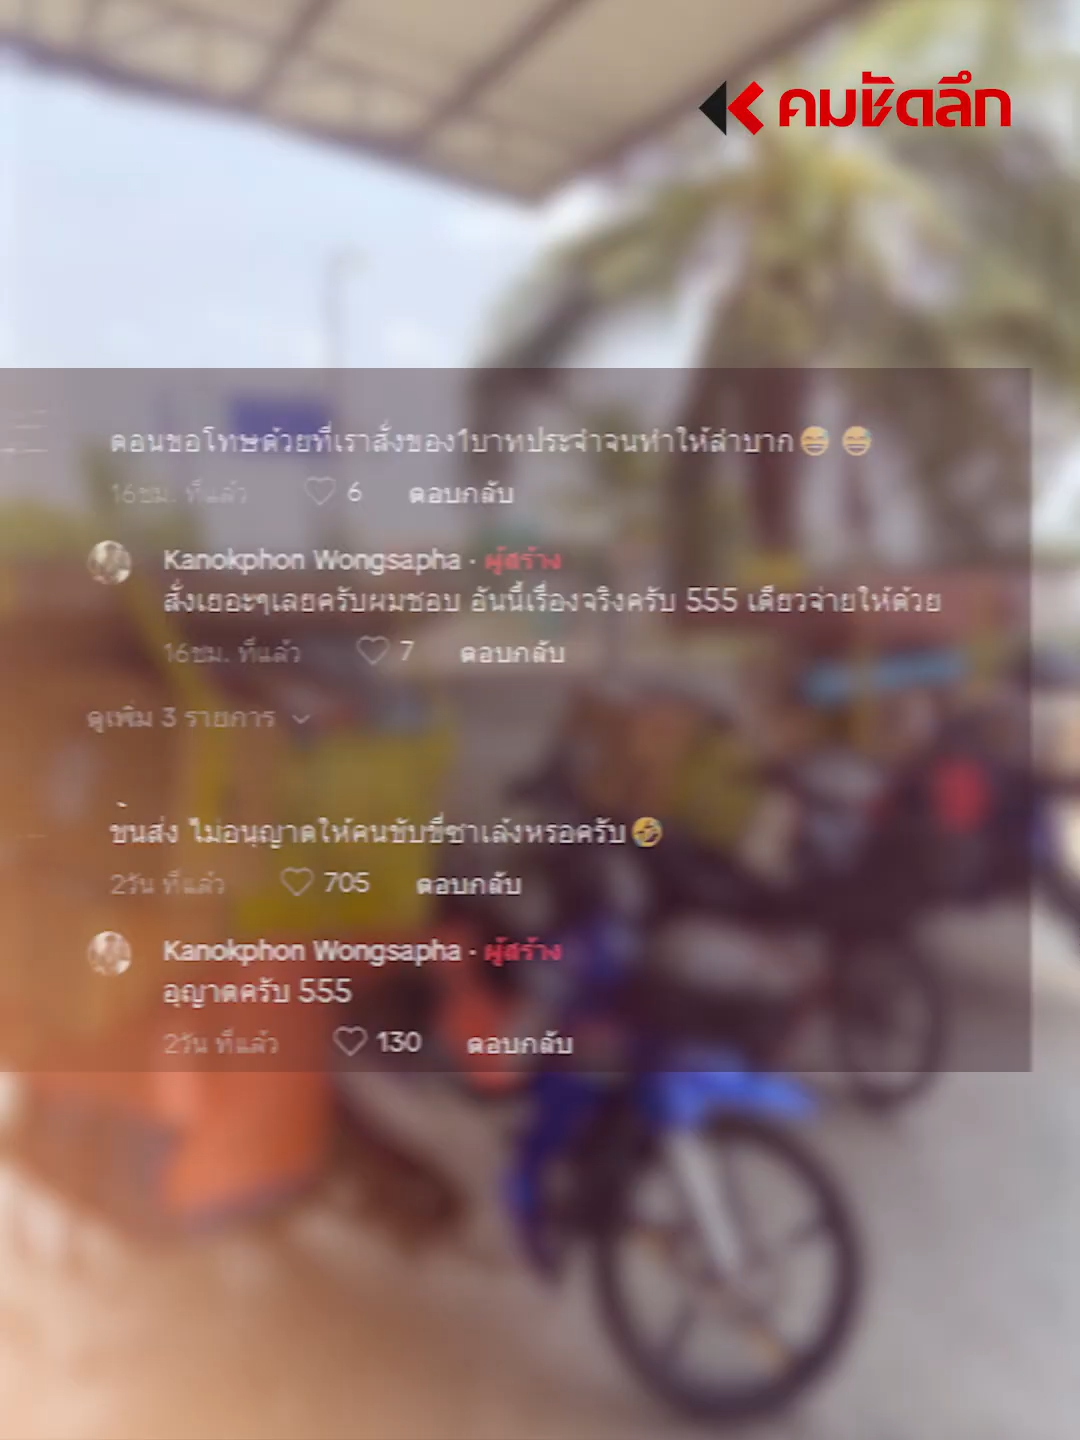 คมชัดลึก
ตอนขอโทษด้วยที่เราสั่งของ1บาทประจำจนทำให้ลำบาก😅 😅
16ชม. ที่แล้ว 6 ตอบกลับ
Kanokphon Wongsapha · ผู้สร้าง
สั่งเยอะๆเลยครับผมชอบ อันนี้เรื่องจริงครับ 555 เดียวจ่ายให้ด้วย
16ชม. ที่แล้ว 7 ตอบกลับ
ดูเพิ่ม 3 รายการ
ขนส่ง ไม่อนุญาตให้คนขับขี่ซาเล้งหรอครับ🤣
2วัน ที่แล้ว 705 ตอบกลับ
Kanokphon Wongsapha · ผู้สร้าง
อุญาตครับ 555
2วัน ที่แล้ว 130 ตอบกลับ